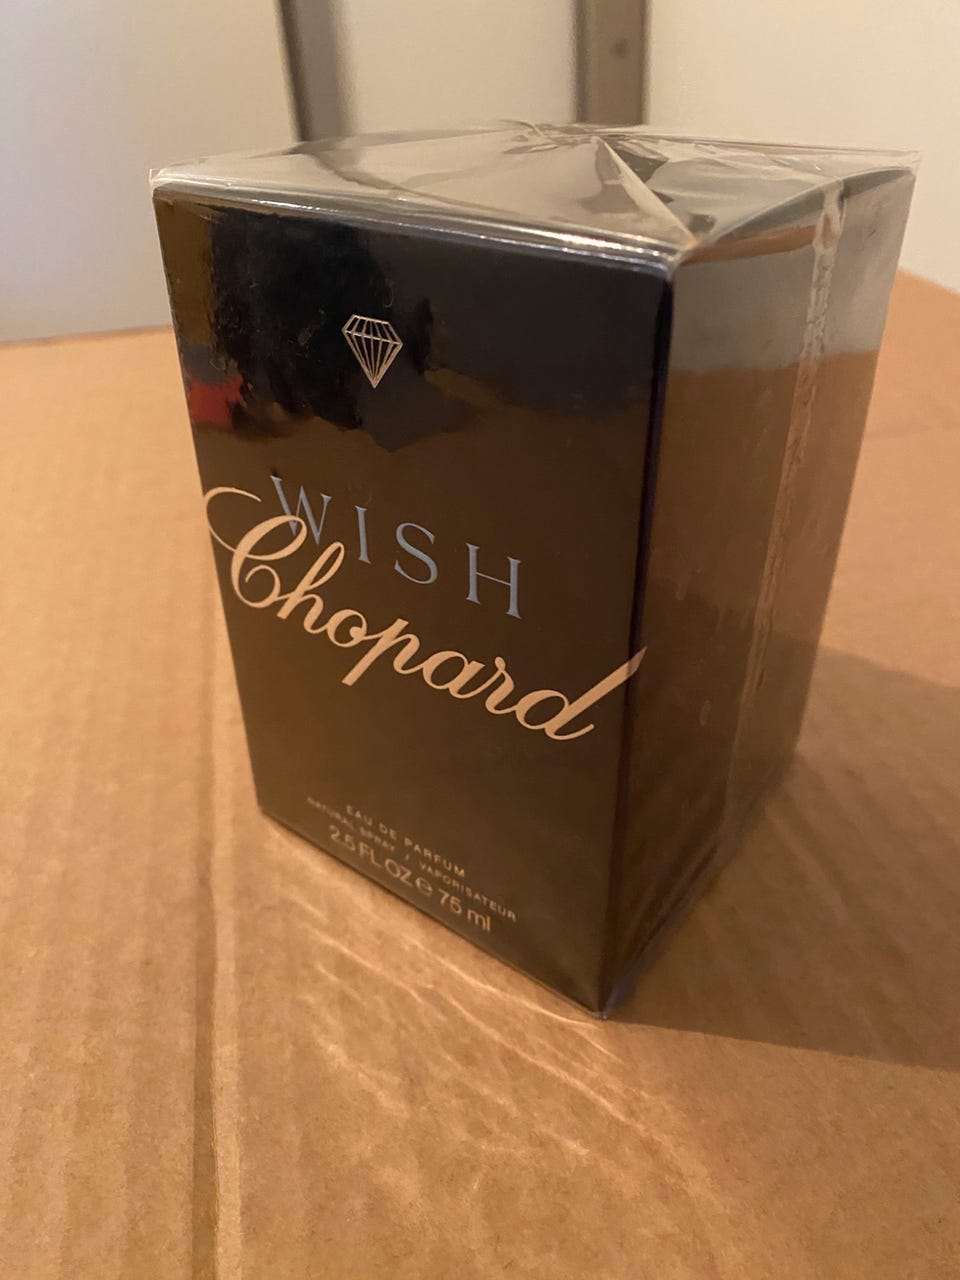 WISH
Chopard
EAU DE PARFUM
NATURAL SPRAY / VAPORISATEUR
2.5 FL OZ ℮ 75 ml